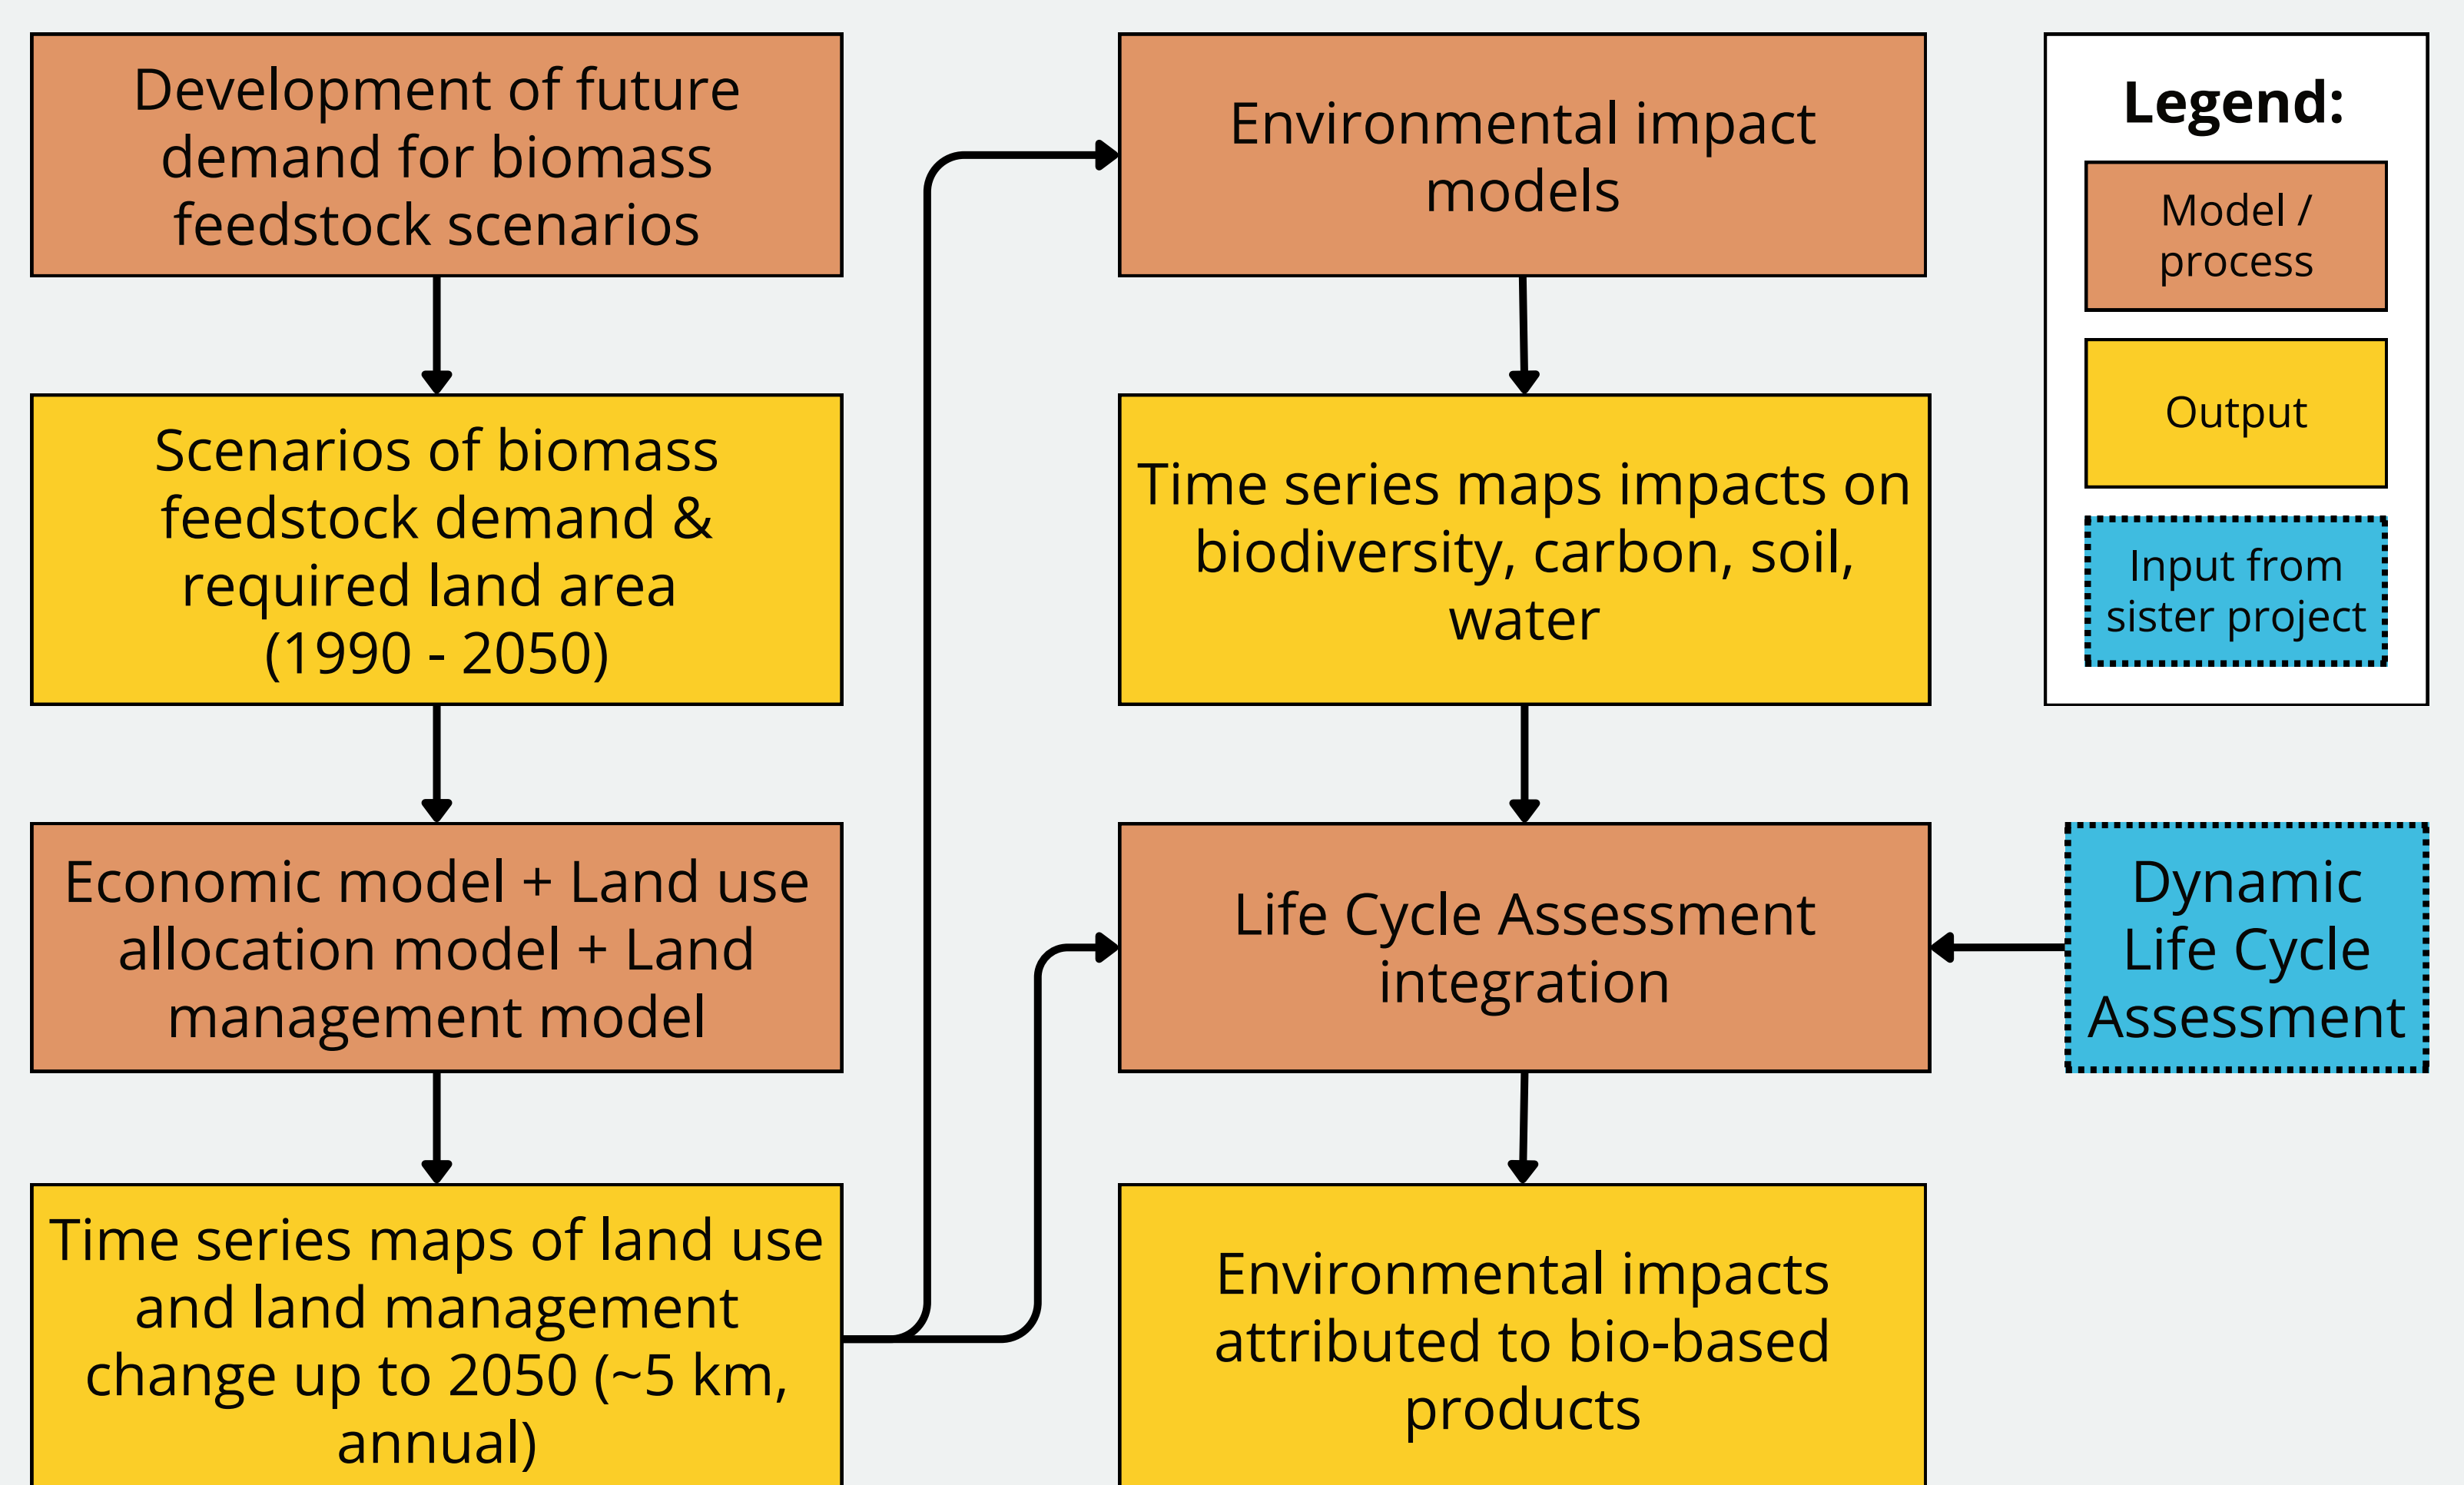 Development of future
demand for biomass
feedstock scenarios
Scenarios of biomass
feedstock demand &
required land area
(1990 - 2050)
Economic model + Land use
allocation model + Land
management model
Time series maps of land use
and land management
change up to 2050 (~5 km,
annual)
Environmental impact
models
Time series maps impacts on
biodiversity, carbon, soil,
water
Life Cycle Assessment
integration
Environmental impacts
attributed to bio-based
products
Legend:
Model /
process
Output
Input from
sister project
Dynamic
Life Cycle
Assessment